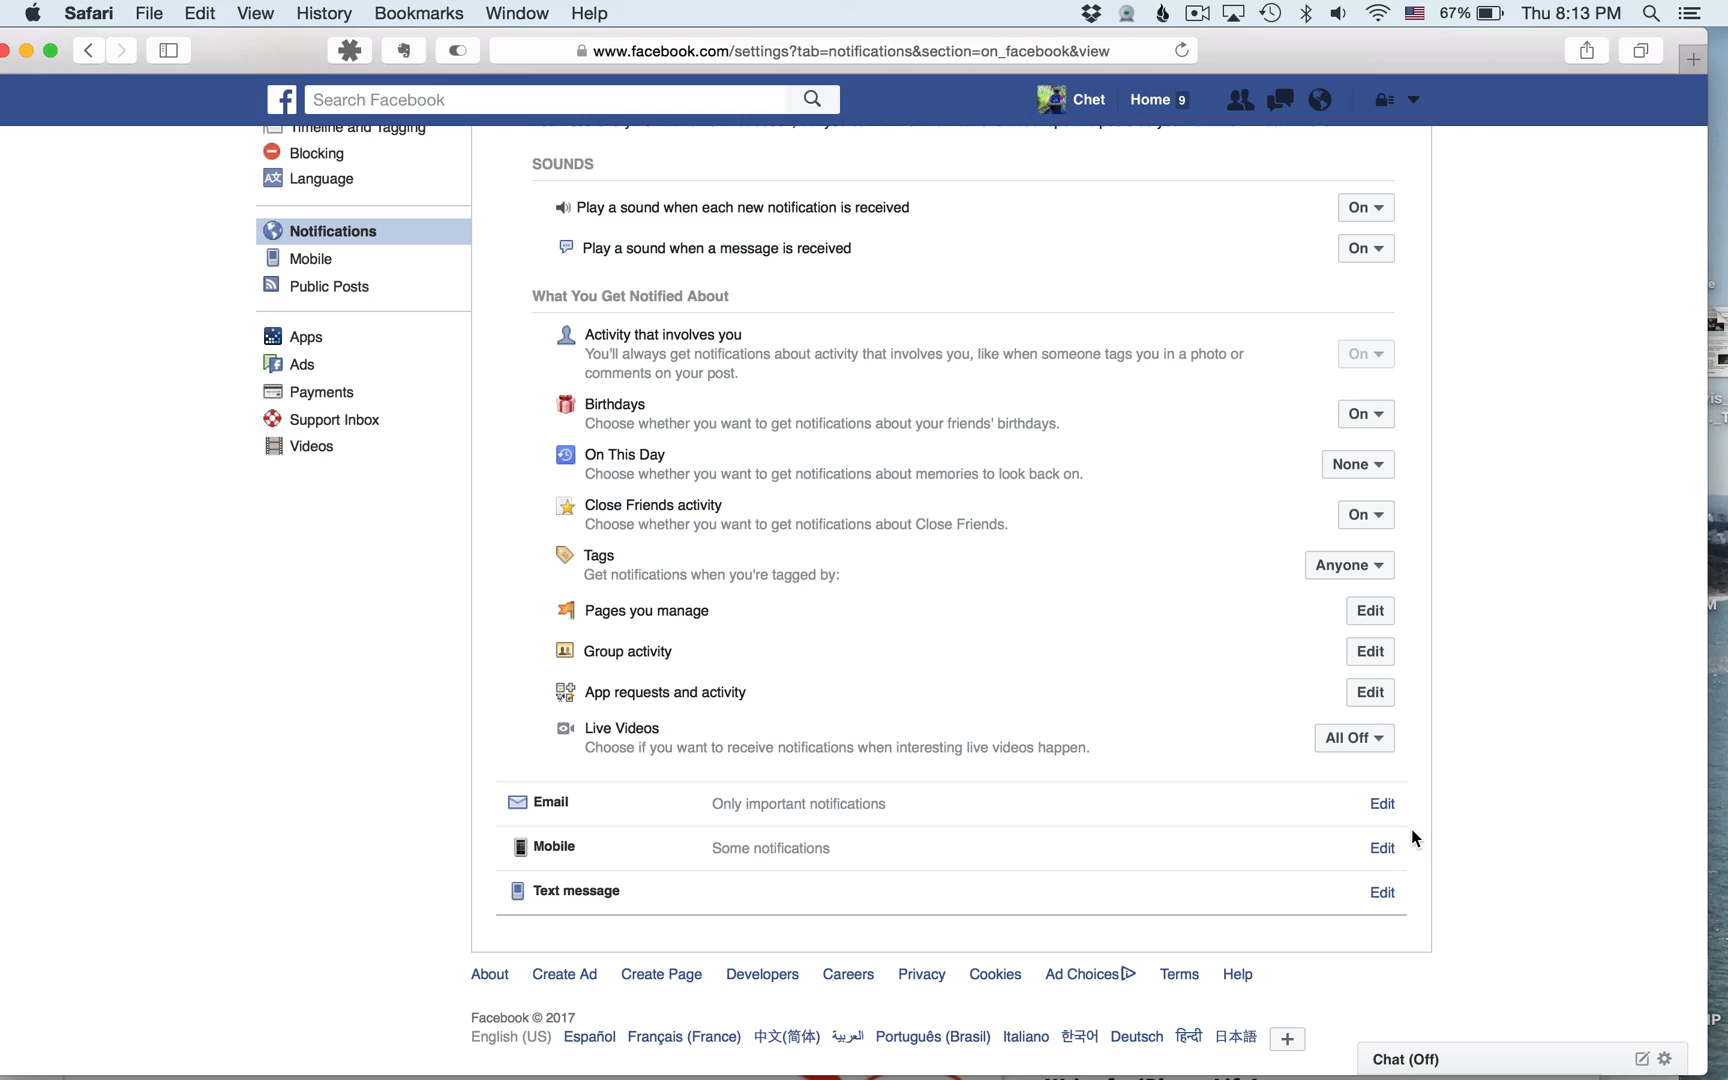 Safari File Edit View History Bookmarks Window Help 67% Thu 8:13 PM
www.facebook.com/settings?tab=notifications&section=on_facebook&view
Search Facebook
Chet Home 9
Timeline and Tagging
Blocking
Language
Notifications
Mobile
Public Posts
Apps
Ads
Payments
Support Inbox
Videos
SOUNDS
Play a sound when each new notification is received On
Play a sound when a message is received On
What You Get Notified About
Activity that involves you
You'll always get notifications about activity that involves you, like when someone tags you in a photo or
comments on your post.
On
Birthdays
Choose whether you want to get notifications about your friends' birthdays.
On
On This Day
Choose whether you want to get notifications about memories to look back on.
None
Close Friends activity
Choose whether you want to get notifications about Close Friends.
On
Tags
Get notifications when you're tagged by:
Anyone
Pages you manage Edit
Group activity Edit
App requests and activity Edit
Live Videos
Choose if you want to receive notifications when interesting live videos happen.
All Off
Email Only important notifications Edit
Mobile Some notifications Edit
Text message Edit
About Create Ad Create Page Developers Careers Privacy Cookies Ad Choices Terms Help
Facebook © 2017
English (US) Español Français (France) 中文(简体) العربية Português (Brasil) Italiano 한국어 Deutsch हिन्दी 日本語 +
Chat (Off)